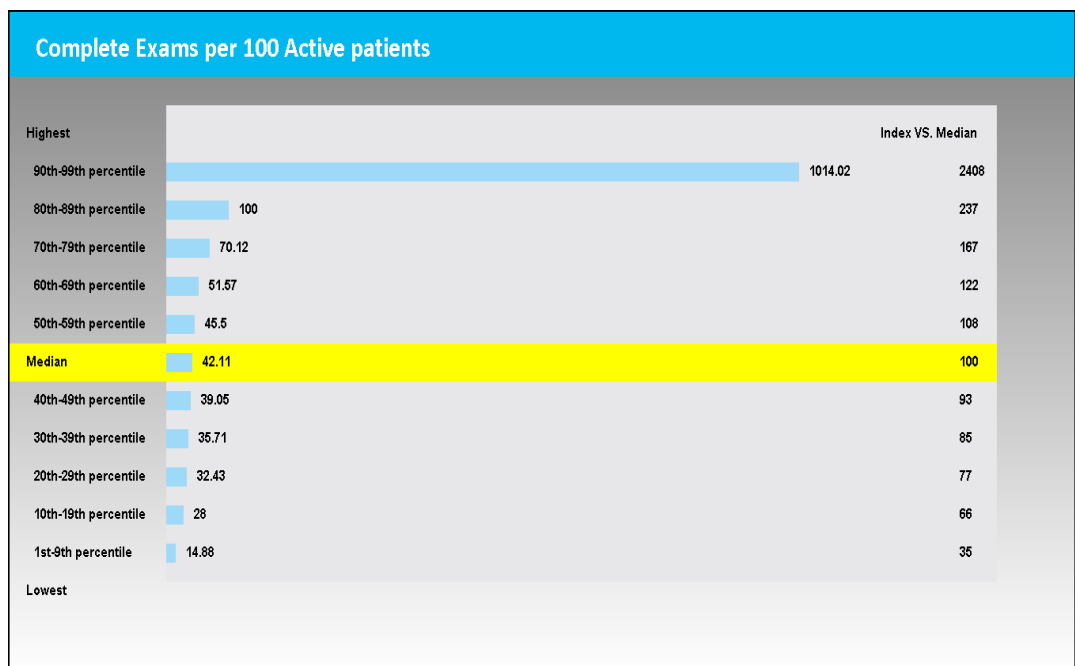 Complete Exams per 100 Active patients
Highest Index VS. Median
90th-99th percentile 1014.02 2408
80th-89th percentile 100 237
70th-79th percentile 70.12 167
60th-69th percentile 51.57 122
50th-59th percentile 45.5 108
Median 42.11 100
40th-49th percentile 39.05 93
30th-39th percentile 35.71 85
20th-29th percentile 32.43 77
10th-19th percentile 28 66
1st-9th percentile 14.88 35
Lowest